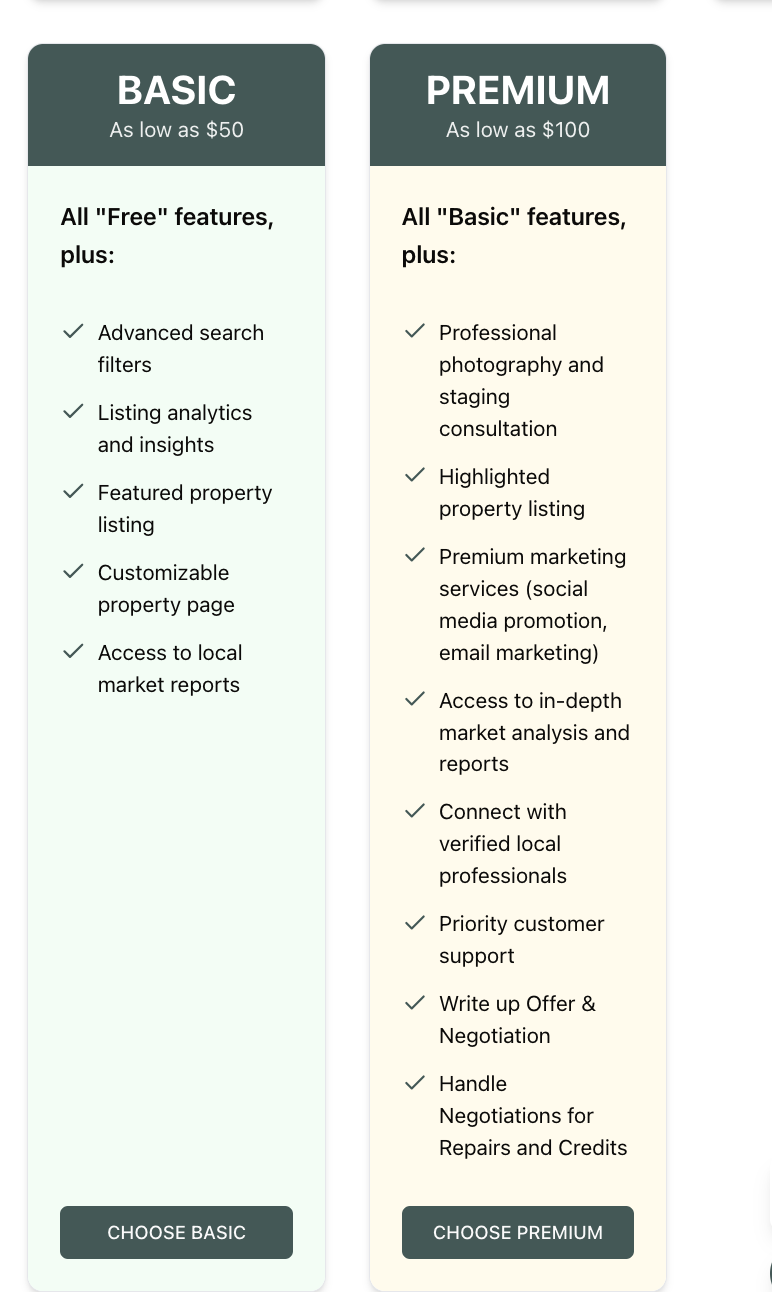 BASIC
As low as $50
All "Free" features,
plus:
Advanced search
filters
Listing analytics
and insights
Featured property
listing
Customizable
property page
Access to local
market reports
CHOOSE BASIC
PREMIUM
As low as $100
All "Basic" features,
plus:
Professional
photography and
staging
consultation
Highlighted
property listing
Premium marketing
services (social
media promotion,
email marketing)
Access to in-depth
market analysis and
reports
Connect with
verified local
professionals
Priority customer
support
Write up Offer &
Negotiation
Handle
Negotiations for
Repairs and Credits
CHOOSE PREMIUM